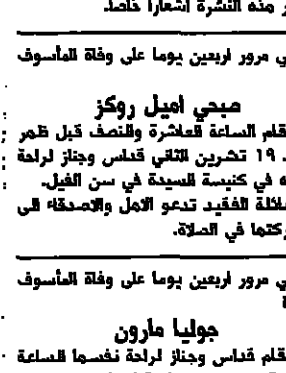 ر هذه النشرة اشعارا خاصا.
ي مرور اربعين يوما على وفاة المأسوف
صبحي اميل روكز
قام الساعة العاشرة والنصف قبل ظهر
١٩ تشرين الثاني قداس وجناز لراحة
ه في كنيسة السيدة في سن الفيل.
عائلة الفقيد تدعو الاهل والاصدقاء الى
ركتها في الصلاة.
ي مرور اربعين يوما على وفاة المأسوف
ة
جوليا مارون
قام قداس وجناز لراحة نفسها الساعة